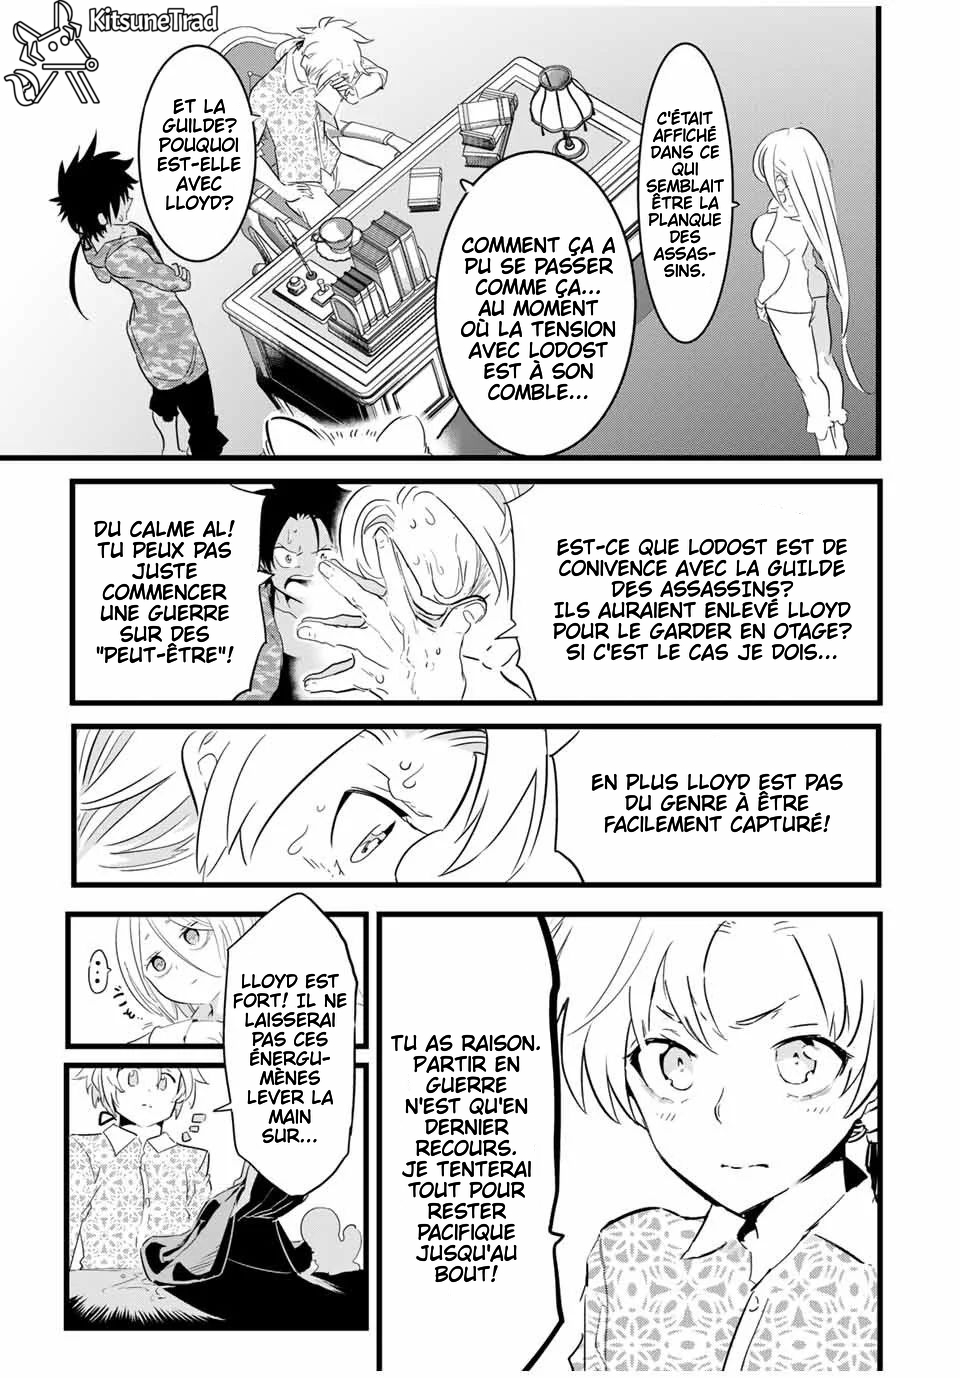 KitsuneTrad
C'ÉTAIT
AFFICHÉ
DANS CE
QUI
SEMBLAIT
ÊTRE LA
PLANQUE
DES
ASSAS-
SINS.
COMMENT ÇA A
PU SE PASSER
COMME ÇA...
AU MOMENT
OÙ LA TENSION
AVEC LODOST
EST À SON
COMBLE...
ET LA
GUILDE?
POUQUOI
EST-ELLE
AVEC
LLOYD?
EST-CE QUE LODOST EST DE
CONIVENCE AVEC LA GUILDE
DES ASSASSINS?
ILS AURAIENT ENLEVÉ LLOYD
POUR LE GARDER EN OTAGE?
SI C'EST LE CAS JE DOIS...
DU CALME AL!
TU PEUX PAS
JUSTE
COMMENCER
UNE GUERRE
SUR DES
"PEUT-ÊTRE"!
EN PLUS LLOYD EST PAS
DU GENRE À ÊTRE
FACILEMENT CAPTURÉ!
TU AS RAISON.
PARTIR EN
GUERRE
N'EST QU'EN
DERNIER
RECOURS.
JE TENTERAI
TOUT POUR
RESTER
PACIFIQUE
JUSQU'AU
BOUT!
LLOYD EST
FORT! IL NE
LAISSERAI
PAS CES
ÉNERGU-
MÈNES
LEVER LA
MAIN
SUR...
...